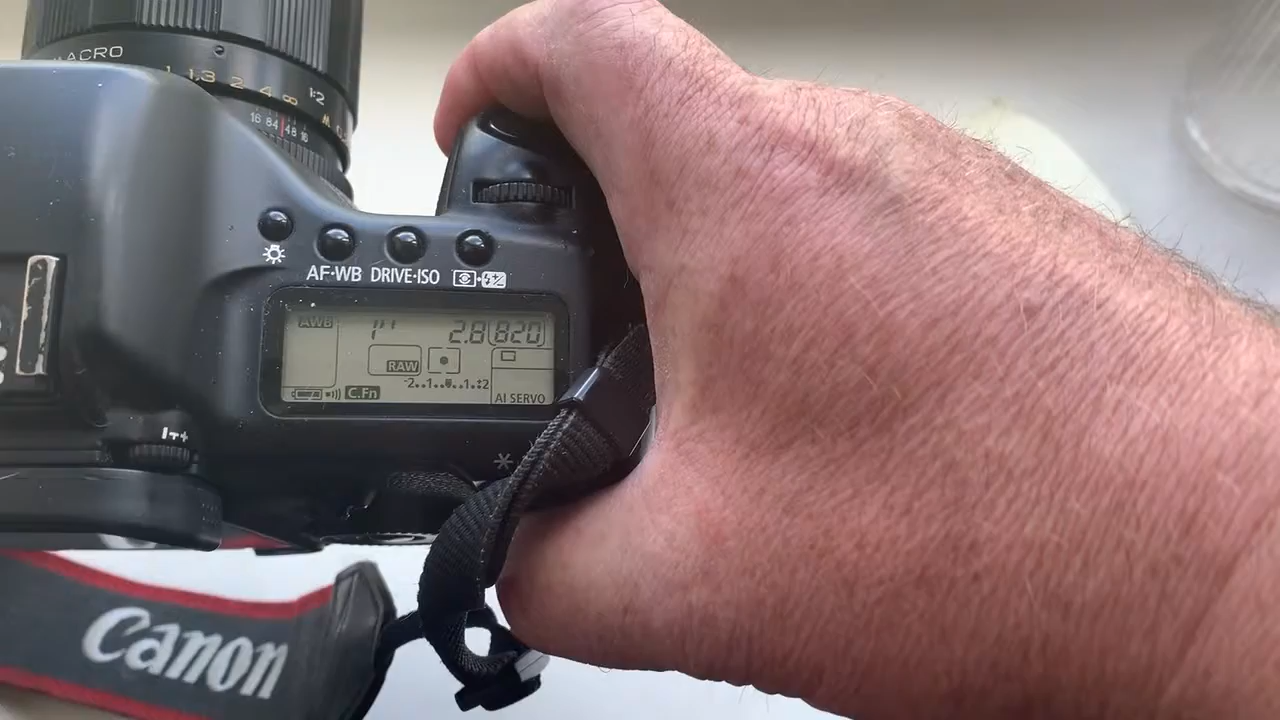 MACRO
1 1,3 2 4 8 1:2
16 8 4 4 8 16
AF·WB DRIVE·ISO
AWB 2.8 820
RAW
-2..1..0..1.:2
C.Fn AI SERVO
*
Canon